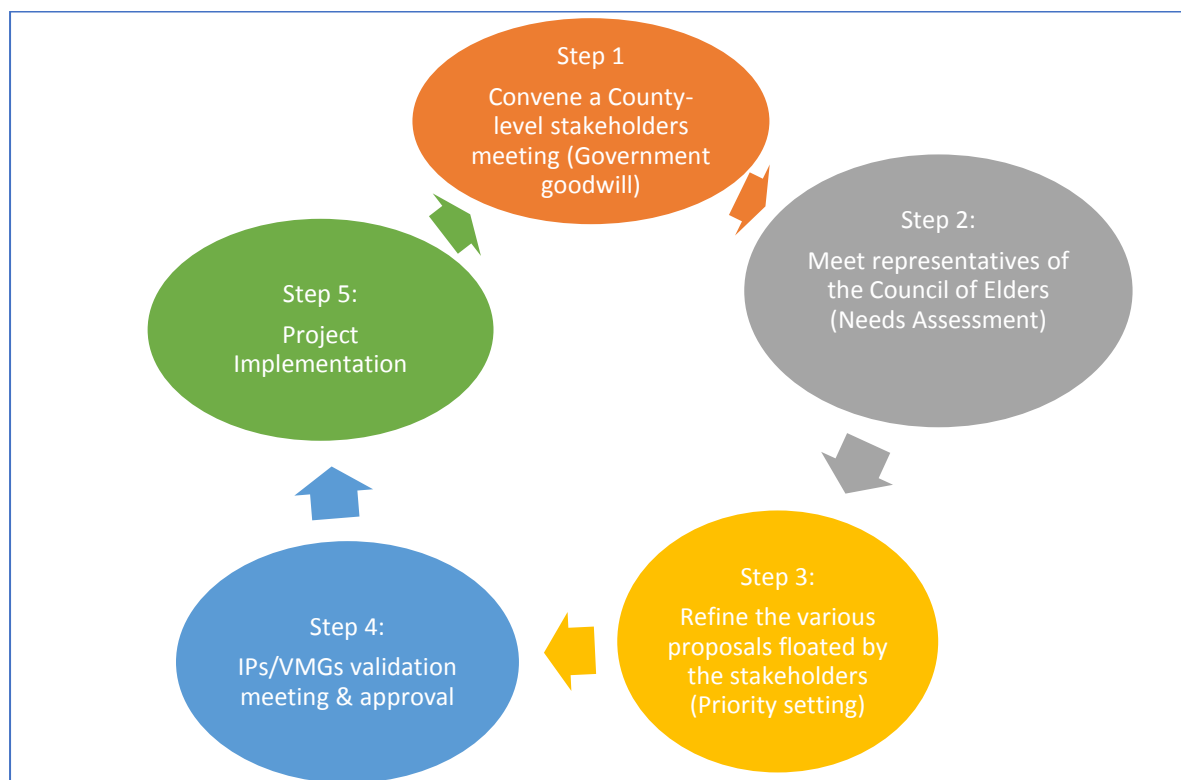 Step 1
Convene a County-
level stakeholders
meeting (Government
goodwill)
Step 2:
Meet representatives of
the Council of Elders
(Needs Assessment)
Step 3:
Refine the various
proposals floated by
the stakeholders
(Priority setting)
Step 4:
IPs/VMGs validation
meeting & approval
Step 5:
Project
Implementation